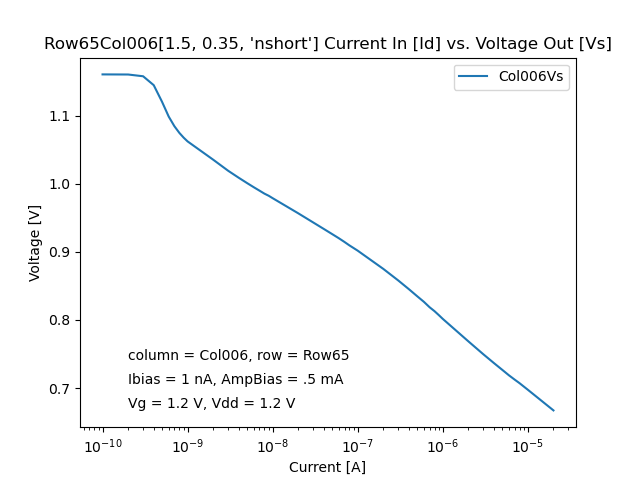 Row65Col006[1.5, 0.35, 'nshort'] Current In [Id] vs. Voltage Out [Vs]
Col006Vs
1.1
1.0
0.9
0.8
0.7
Voltage [V]
column = Col006, row = Row65
Ibias = 1 nA, AmpBias = .5 mA
Vg = 1.2 V, Vdd = 1.2 V
10⁻¹⁰ 10⁻⁹ 10⁻⁸ 10⁻⁷ 10⁻⁶ 10⁻⁵
Current [A]